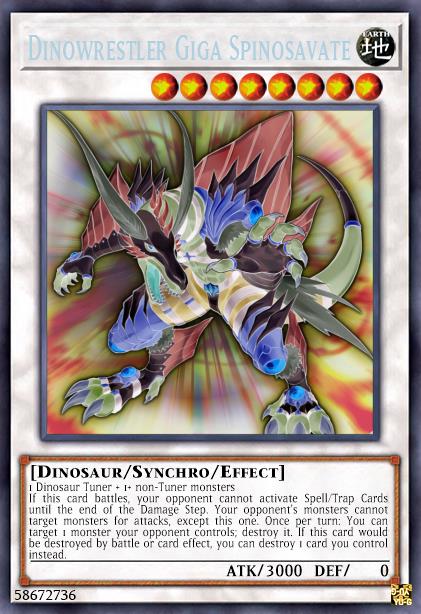 Dinowrestler Giga Spinosavate
EARTH
地
[Dinosaur/Synchro/Effect]
1 Dinosaur Tuner + 1+ non-Tuner monsters
If this card battles, your opponent cannot activate Spell/Trap Cards
until the end of the Damage Step. Your opponent's monsters cannot
target monsters for attacks, except this one. Once per turn: You can
target 1 monster your opponent controls; destroy it. If this card would
be destroyed by battle or card effect, you can destroy 1 card you control
instead.
ATK/3000 DEF/ 0
58672736